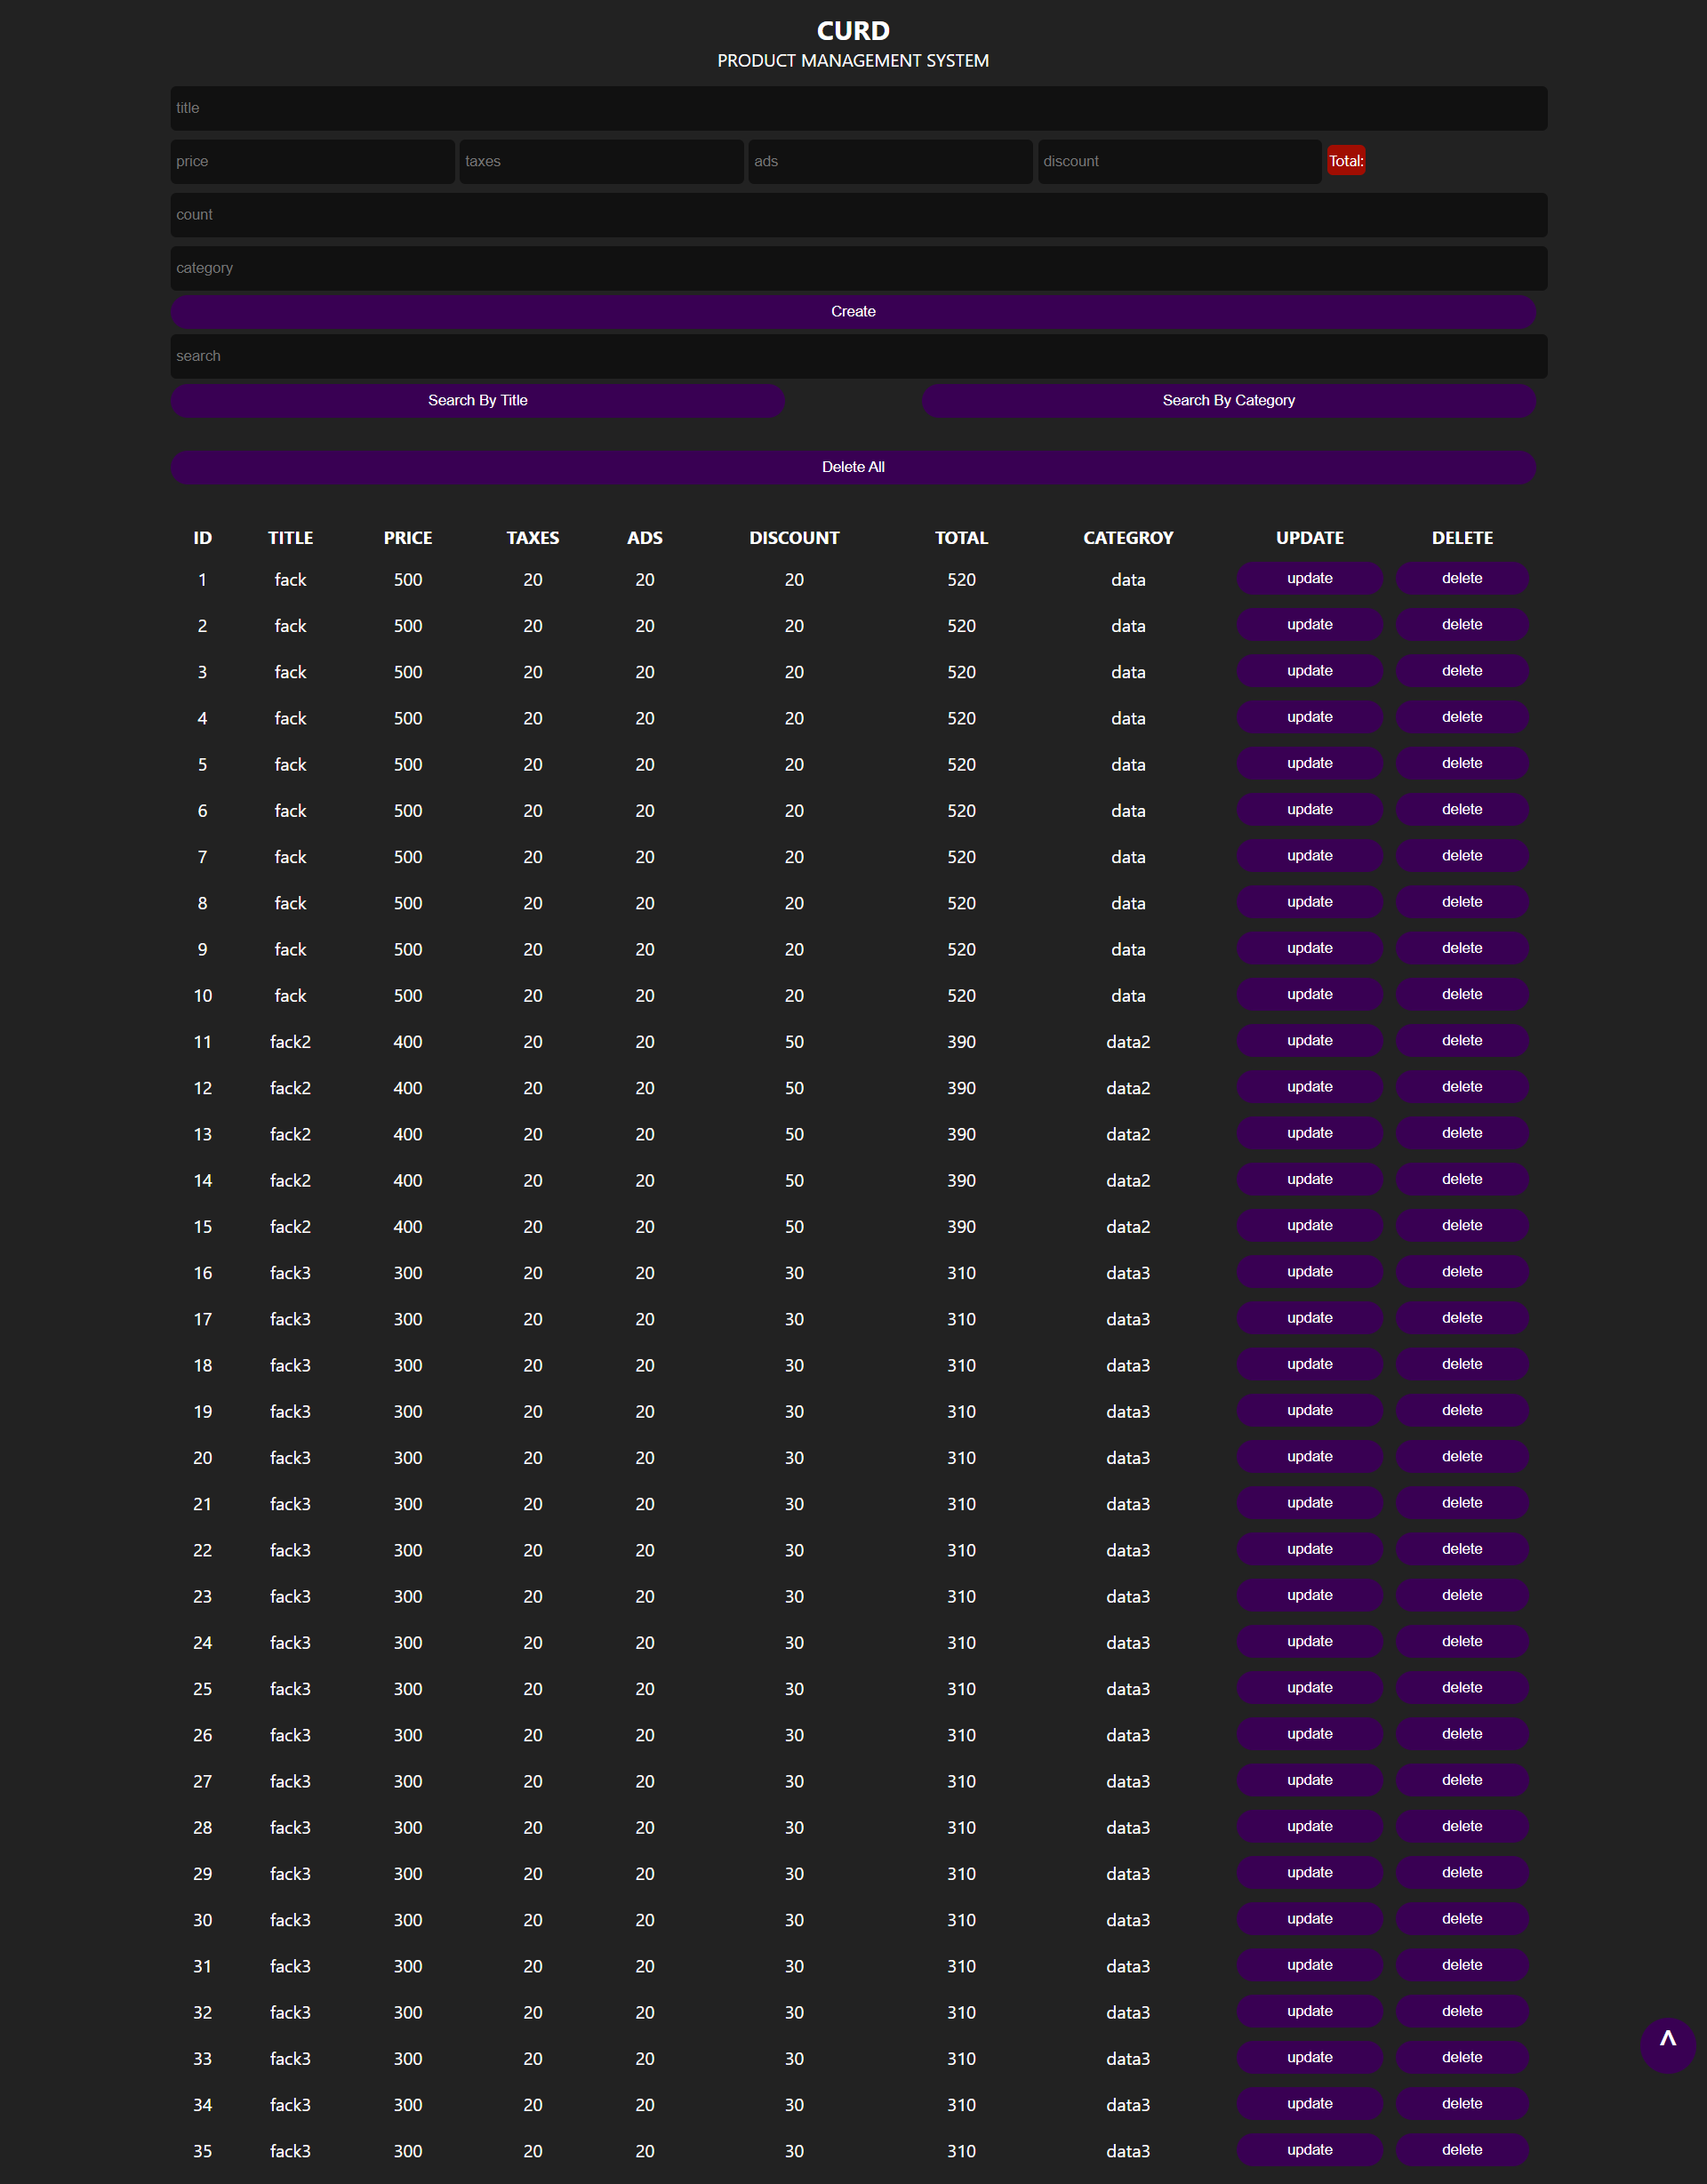 CURD
PRODUCT MANAGEMENT SYSTEM
title
price taxes ads discount Total:
count
category
Create
search
Search By Title Search By Category
Delete All
ID TITLE PRICE TAXES ADS DISCOUNT TOTAL CATEGROY UPDATE DELETE
1 fack 500 20 20 20 520 data update delete
2 fack 500 20 20 20 520 data update delete
3 fack 500 20 20 20 520 data update delete
4 fack 500 20 20 20 520 data update delete
5 fack 500 20 20 20 520 data update delete
6 fack 500 20 20 20 520 data update delete
7 fack 500 20 20 20 520 data update delete
8 fack 500 20 20 20 520 data update delete
9 fack 500 20 20 20 520 data update delete
10 fack 500 20 20 20 520 data update delete
11 fack2 400 20 20 50 390 data2 update delete
12 fack2 400 20 20 50 390 data2 update delete
13 fack2 400 20 20 50 390 data2 update delete
14 fack2 400 20 20 50 390 data2 update delete
15 fack2 400 20 20 50 390 data2 update delete
16 fack3 300 20 20 30 310 data3 update delete
17 fack3 300 20 20 30 310 data3 update delete
18 fack3 300 20 20 30 310 data3 update delete
19 fack3 300 20 20 30 310 data3 update delete
20 fack3 300 20 20 30 310 data3 update delete
21 fack3 300 20 20 30 310 data3 update delete
22 fack3 300 20 20 30 310 data3 update delete
23 fack3 300 20 20 30 310 data3 update delete
24 fack3 300 20 20 30 310 data3 update delete
25 fack3 300 20 20 30 310 data3 update delete
26 fack3 300 20 20 30 310 data3 update delete
27 fack3 300 20 20 30 310 data3 update delete
28 fack3 300 20 20 30 310 data3 update delete
29 fack3 300 20 20 30 310 data3 update delete
30 fack3 300 20 20 30 310 data3 update delete
31 fack3 300 20 20 30 310 data3 update delete
32 fack3 300 20 20 30 310 data3 update delete
^
33 fack3 300 20 20 30 310 data3 update delete
34 fack3 300 20 20 30 310 data3 update delete
35 fack3 300 20 20 30 310 data3 update delete